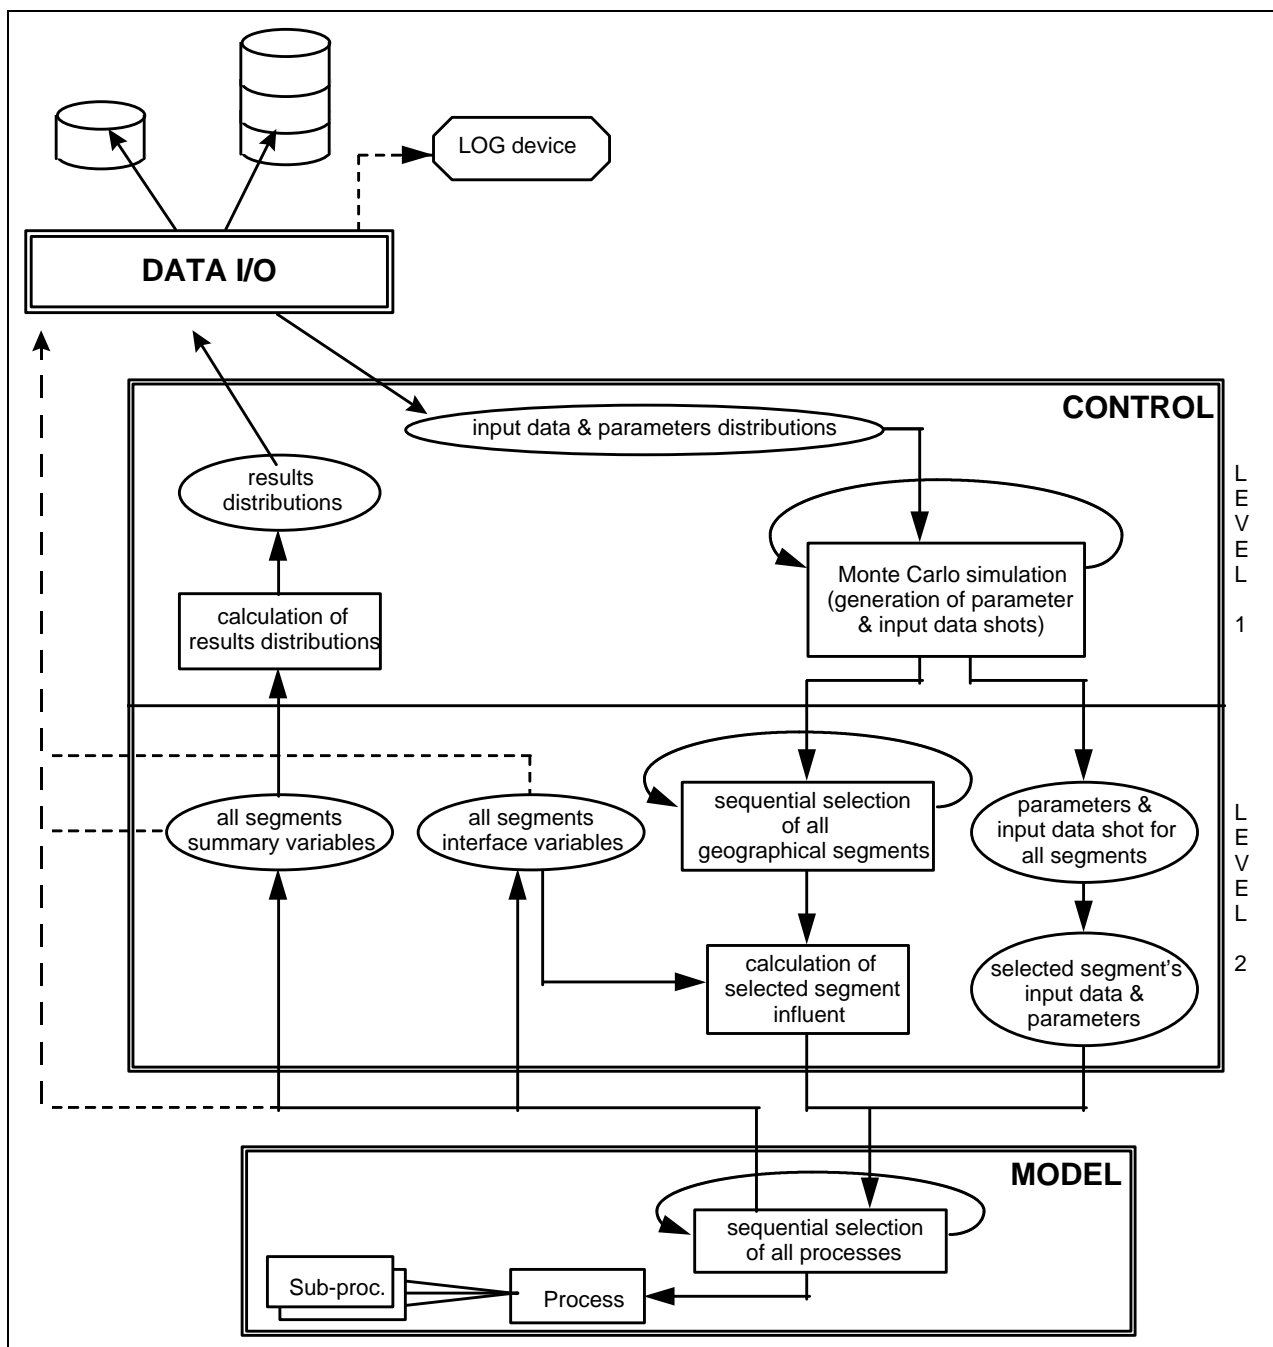 LOG device
DATA I/O
CONTROL
input data & parameters distributions
results
distributions
LEVEL 1
Monte Carlo simulation
(generation of parameter
& input data shots)
calculation of
results distributions
all segments
summary variables
all segments
interface variables
sequential selection
of all
geographical segments
parameters &
input data shot for
all segments
LEVEL 2
calculation of
selected segment
influent
selected segment's
input data &
parameters
MODEL
sequential selection
of all processes
Sub-proc.
Process